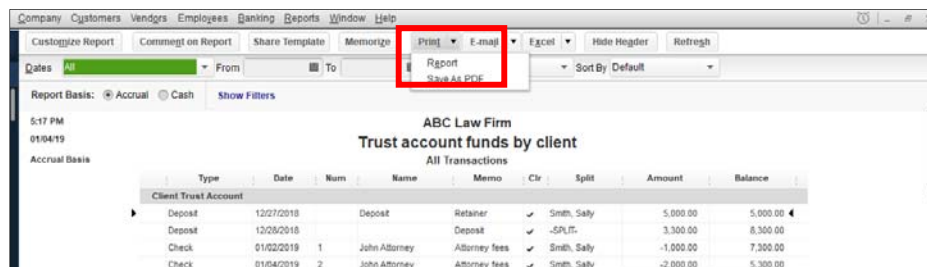 Company Customers Vendors Employees Banking Reports Window Help
Customize Report Comment on Report Share Template Memorize Print E-mail Excel Hide Header Refresh
Dates All From To Sort By Default
Report
Save As PDF
Report Basis: Accrual Cash Show Filters
5:17 PM ABC Law Firm
01/04/19 Trust account funds by client
Accrual Basis All Transactions
Type Date Num Name Memo Clr Split Amount Balance
Client Trust Account
Deposit 12/27/2018 Deposit Retainer ✓ Smith, Sally 5,000.00 5,000.00
Deposit 12/28/2018 Deposit ✓ -SPLIT- 3,300.00 8,300.00
Check 01/02/2019 1 John Attorney Attorney fees ✓ Smith, Sally -1,000.00 7,300.00
Check 01/04/2019 2 John Attorney Attorney fees ✓ Smith, Sally -2,000.00 5,300.00